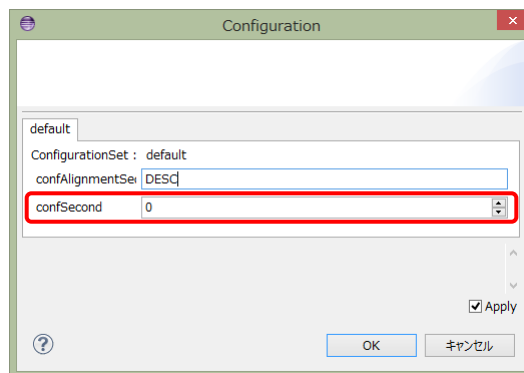 Configuration
default
ConfigurationSet : default
confAlignmentSe DESC
confSecond 0
Apply
OK キャンセル